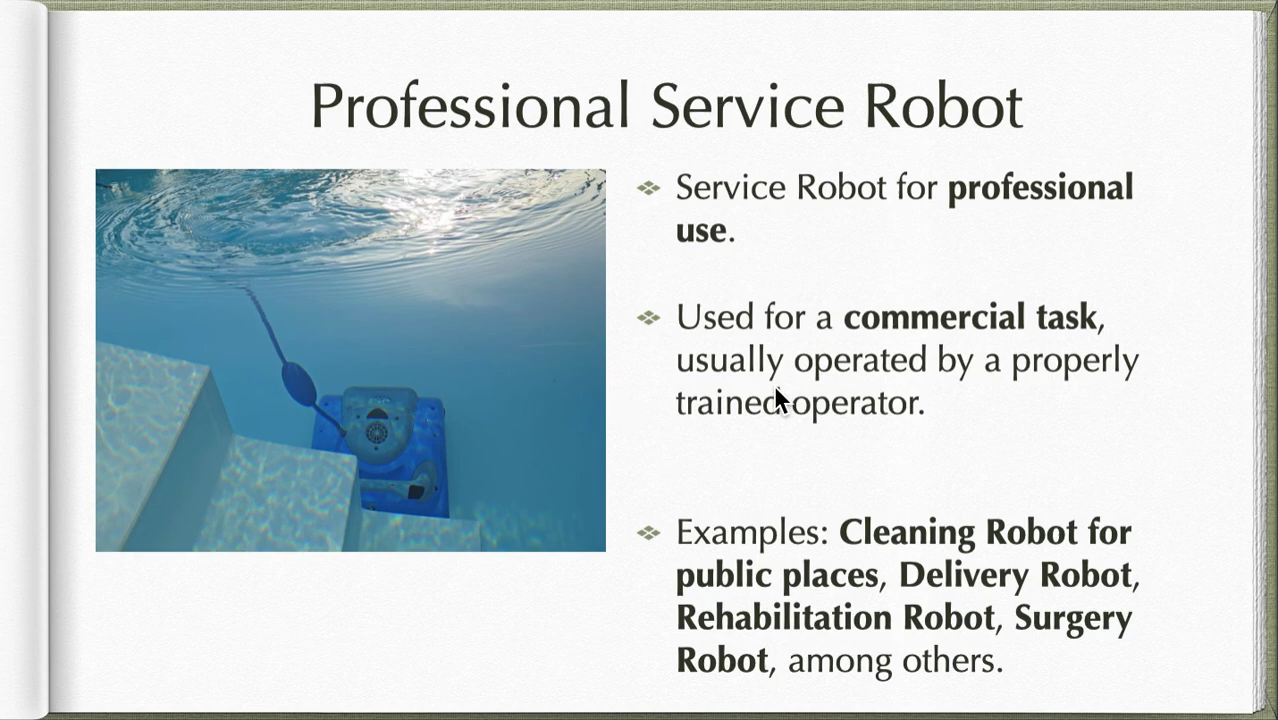 Professional Service Robot
Service Robot for professional
use.
Used for a commercial task,
usually operated by a properly
trained operator.
Examples: Cleaning Robot for
public places, Delivery Robot,
Rehabilitation Robot, Surgery
Robot, among others.